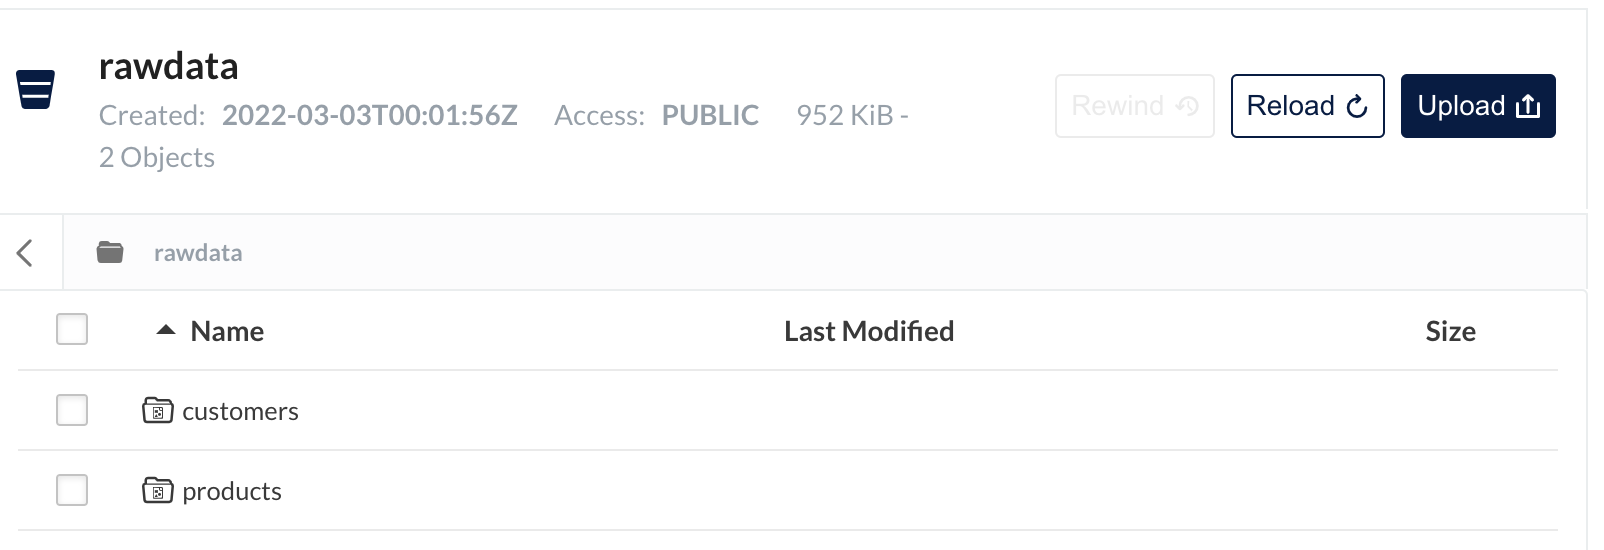 rawdata
Created: 2022-03-03T00:01:56Z Access: PUBLIC 952 KiB -
2 Objects
Rewind Reload Upload
rawdata
Name Last Modified Size
customers
products